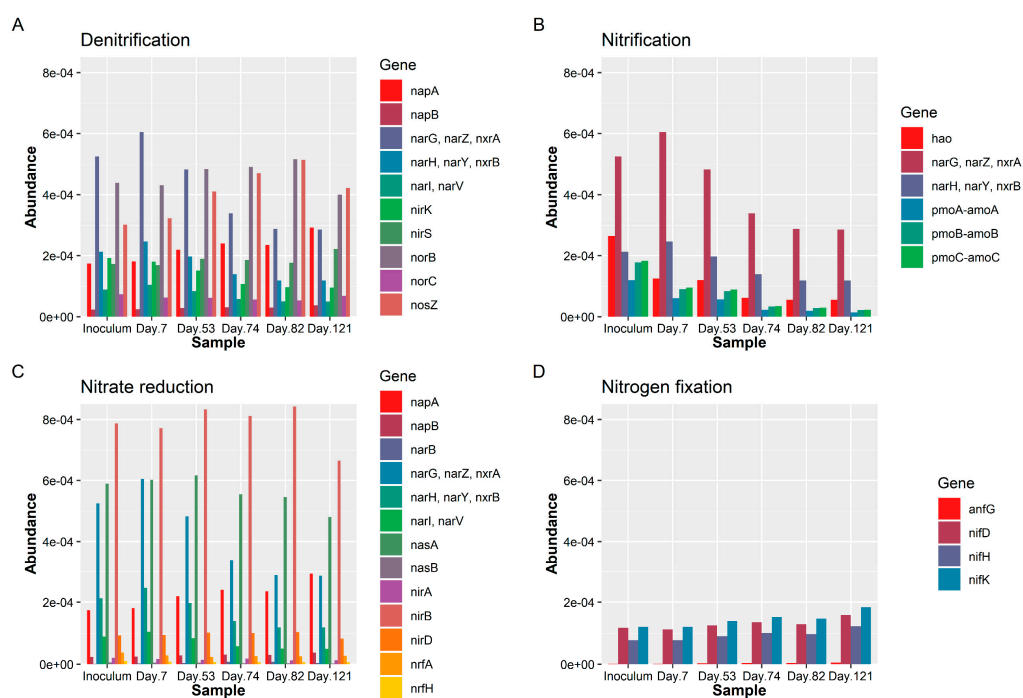 A
Denitrification
8e-04
6e-04
4e-04
2e-04
0e+00
Abundance
Inoculum Day.7 Day.53 Day.74 Day.82 Day.121
Sample
Gene
napA
napB
narG, narZ, nxrA
narH, narY, nxrB
narI, narV
nirK
nirS
norB
norC
nosZ
B
Nitrification
8e-04
6e-04
4e-04
2e-04
0e+00
Abundance
Inoculum Day.7 Day.53 Day.74 Day.82 Day.121
Sample
Gene
hao
narG, narZ, nxrA
narH, narY, nxrB
pmoA-amoA
pmoB-amoB
pmoC-amoC
C
Nitrate reduction
8e-04
6e-04
4e-04
2e-04
0e+00
Abundance
Inoculum Day.7 Day.53 Day.74 Day.82 Day.121
Sample
Gene
napA
napB
narB
narG, narZ, nxrA
narH, narY, nxrB
narI, narV
nasA
nasB
nirA
nirB
nirD
nrfA
nrfH
D
Nitrogen fixation
8e-04
6e-04
4e-04
2e-04
0e+00
Abundance
Inoculum Day.7 Day.53 Day.74 Day.82 Day.121
Sample
Gene
anfG
nifD
nifH
nifK